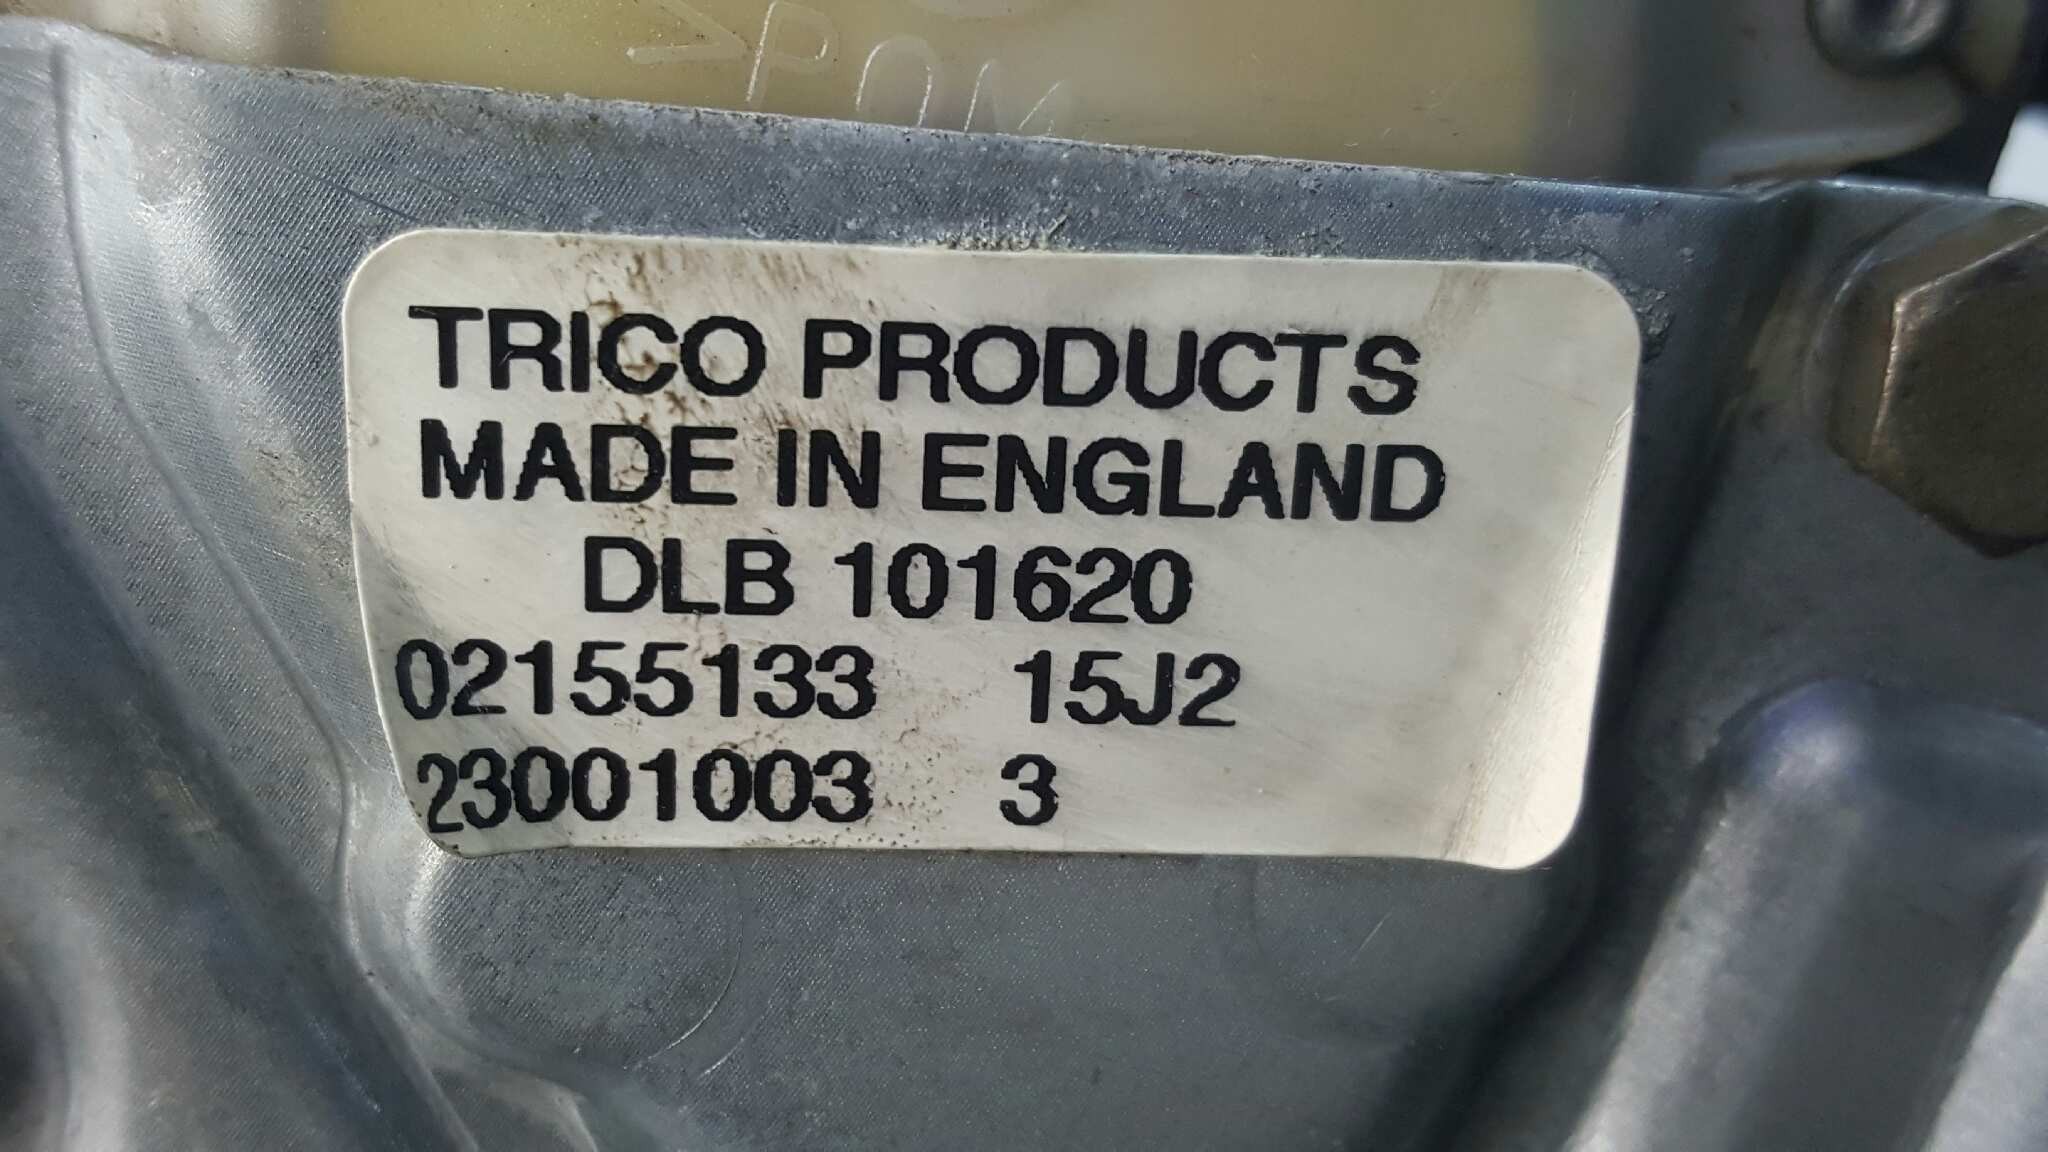 >POM
TRICO PRODUCTS
MADE IN ENGLAND
DLB 101620
02155133 15J2
23001003 3